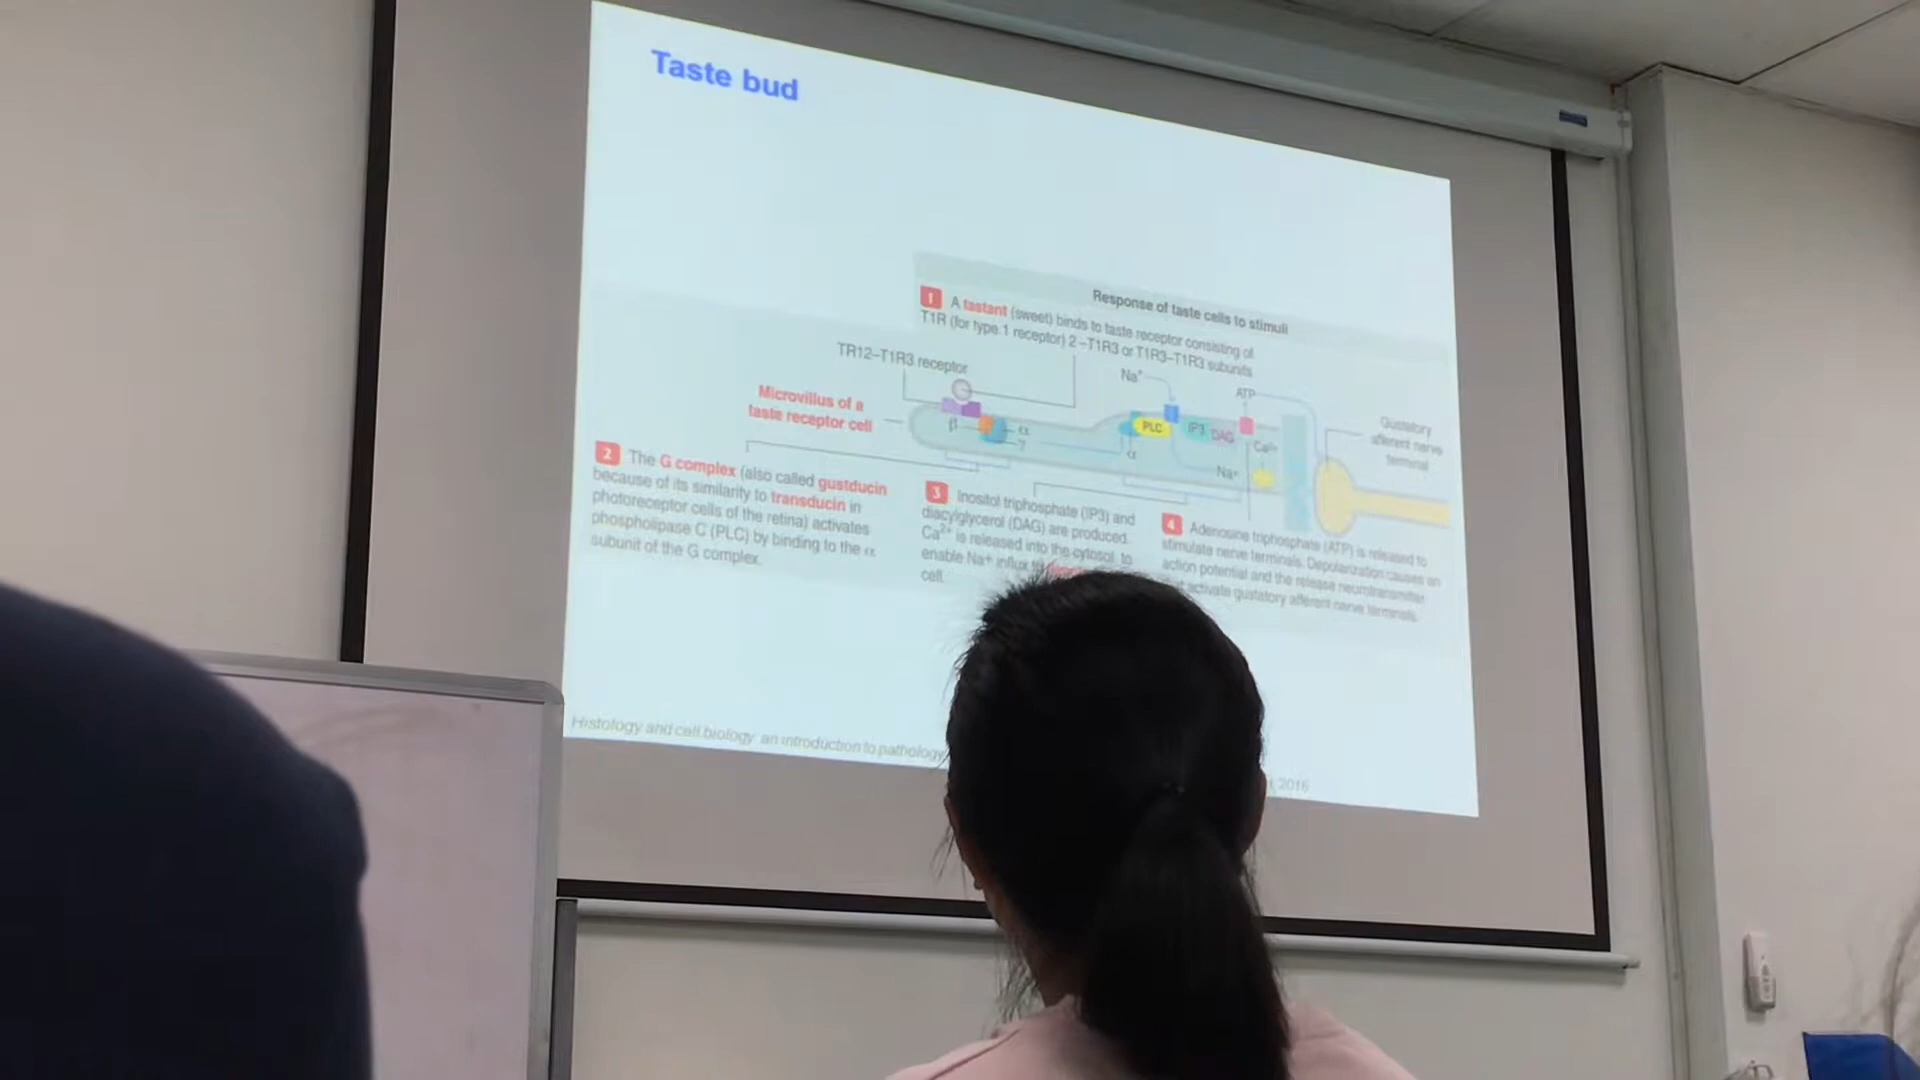 Taste bud
Response of taste cells to stimuli
1 A tastant (sweet) binds to taste receptor consisting of
T1R (for type 1 receptor) 2–T1R3 or T1R3–T1R3 subunits
TR12–T1R3 receptor
Microvillus of a
taste receptor cell
β
α
γ
α
Na⁺
PLC
IP3
DAG
ATP
Ca²⁺
Na⁺
Gustatory
afferent nerve
terminal
2 The G complex (also called gustducin
because of its similarity to transducin in
photoreceptor cells of the retina) activates
phospholipase C (PLC) by binding to the α
subunit of the G complex.
3 Inositol triphosphate (IP3) and
diacylglycerol (DAG) are produced.
Ca²⁺ is released into the cytosol to
enable Na⁺ influx
cell.
4 Adenosine triphosphate (ATP) is released to
stimulate nerve terminals. Depolarization causes an
action potential and the release neurotransmitter
activate gustatory afferent nerve terminals.
Histology and cell biology an introduction to pathology
2016